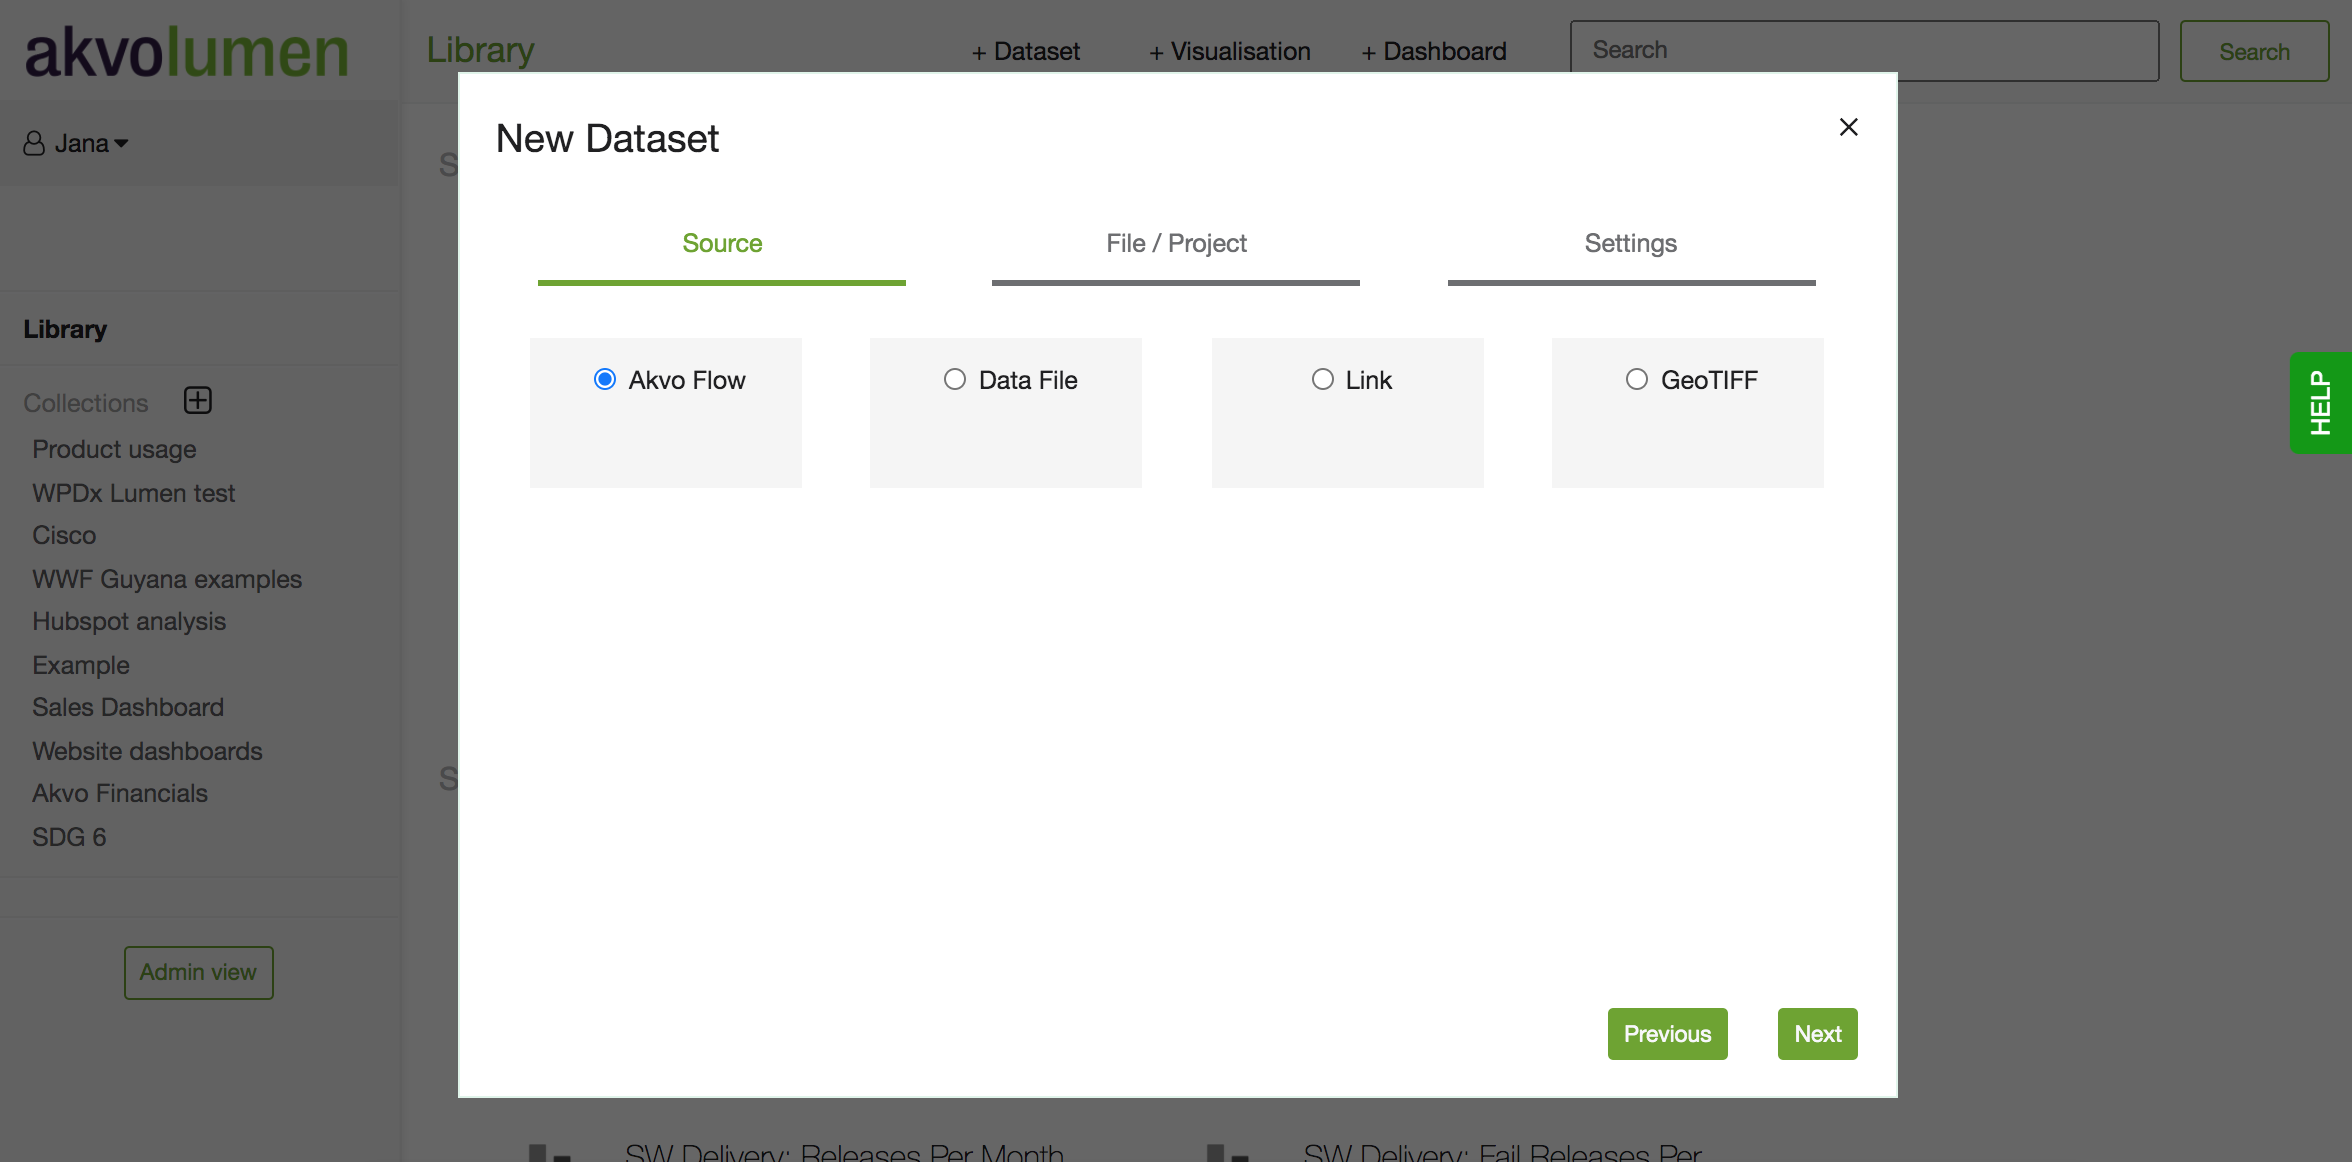 akvolumen
Library
+ Dataset
+ Visualisation
+ Dashboard
Search
Search
Jana
Library
Collections
Product usage
WPDx Lumen test
Cisco
WWF Guyana examples
Hubspot analysis
Example
Sales Dashboard
Website dashboards
Akvo Financials
SDG 6
Admin view
S
S
New Dataset
Source
File / Project
Settings
Akvo Flow
Data File
Link
GeoTIFF
Previous
Next
HELP
SW Delivery: Releases Per Month
SW Delivery: Fail Releases Per